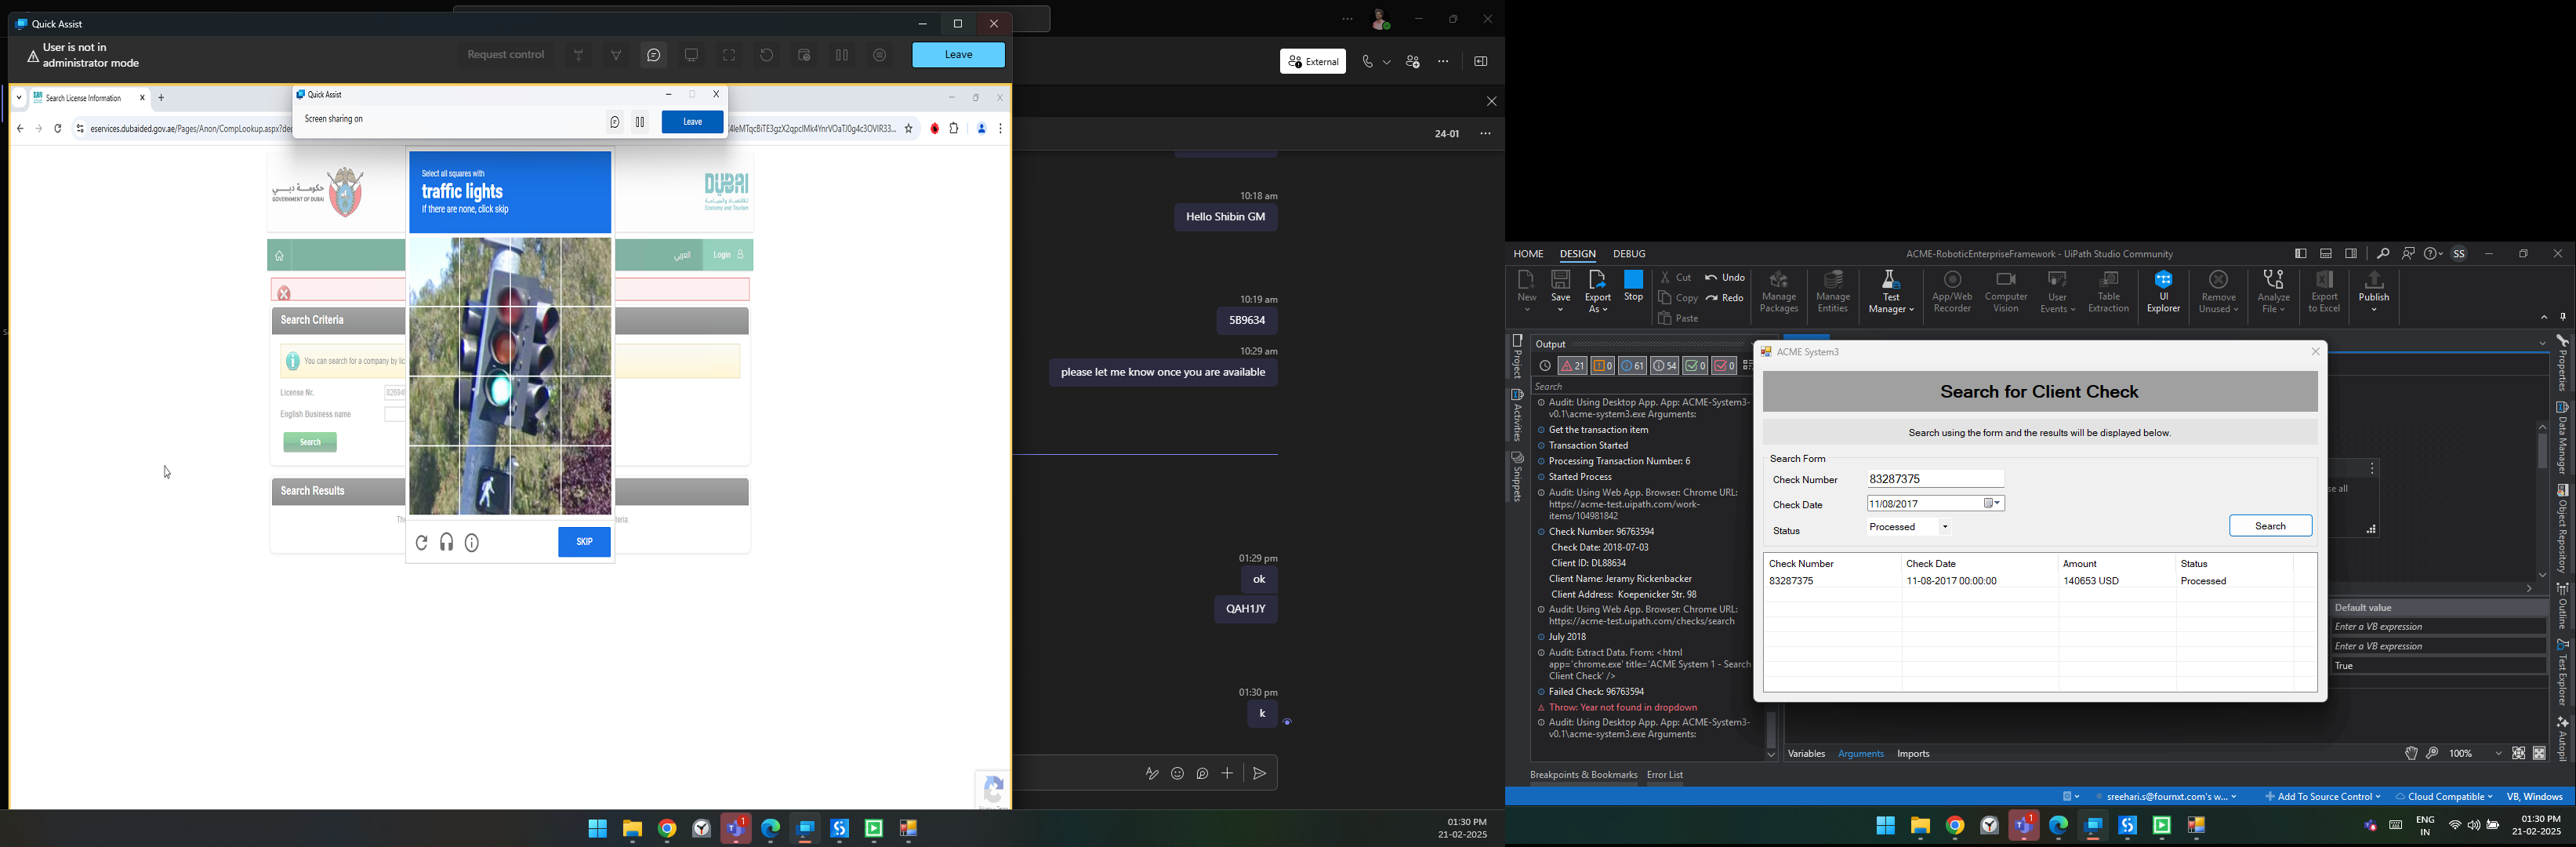 Quick Assist
User is not in
administrator mode
Request control
Leave
Search License Information
Quick Assist
Screen sharing on
Leave
eservices.dubaided.gov.ae/Pages/Anon/CompLookup.aspx?de
حكومة دبي
GOVERNMENT OF DUBAI
DUBAI
Economy and Tourism
Select all squares with
traffic lights
If there are none, click skip
العربي
Login
Search Criteria
You can search for a company by lic
License Nr.
English Business name
Search
Search Results
SKIP
External
24-01
10:18 am
Hello Shibin GM
10:19 am
5B9634
10:29 am
please let me know once you are available
01:29 pm
ok
QAH1JY
01:30 pm
k
01:30 PM
21-02-2025
HOME DESIGN DEBUG
ACME-RoboticEnterpriseFramework - UiPath Studio Community
SS
New
Save
Export
As
Stop
Cut
Copy
Paste
Undo
Redo
Manage
Packages
Manage
Entities
Test
Manager
App/Web
Recorder
Computer
Vision
User
Events
Table
Extraction
UI
Explorer
Remove
Unused
Analyze
File
Export
to Excel
Publish
Project
Activities
Snippets
Output
21 0 61 54 0 0
Search
Audit: Using Desktop App. App: ACME-System3-
v0.1\acme-system3.exe Arguments:
Get the transaction item
Transaction Started
Processing Transaction Number: 6
Started Process
Audit: Using Web App. Browser: Chrome URL:
https://acme-test.uipath.com/work-
items/104981842
Check Number: 96763594
Check Date: 2018-07-03
Client ID: DL88634
Client Name: Jeramy Rickenbacker
Client Address: Koepenicker Str. 98
Audit: Using Web App. Browser: Chrome URL:
https://acme-test.uipath.com/checks/search
July 2018
Audit: Extract Data. From: <html
app='chrome.exe' title='ACME System 1 - Search
Client Check' />
Failed Check: 96763594
Throw: Year not found in dropdown
Audit: Using Desktop App. App: ACME-System3-
v0.1\acme-system3.exe Arguments:
ACME System3
Search for Client Check
Search using the form and the results will be displayed below.
Search Form
Check Number 83287375
Check Date 11/08/2017
Status Processed
Search
Check Number Check Date Amount Status
83287375 11-08-2017 00:00:00 140653 USD Processed
se all
Default value
Enter a VB expression
Enter a VB expression
True
Properties
Data Manager
Object Repository
Outline
Test Explorer
Autopil
Variables Arguments Imports
100%
Breakpoints & Bookmarks Error List
sreehari.s@fournxt.com's w...
Add To Source Control
Cloud Compatible
VB, Windows
ENG
IN
01:30 PM
21-02-2025